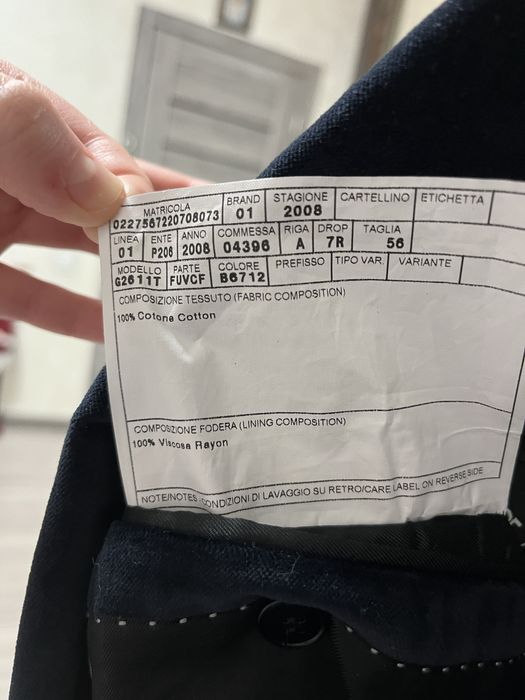 MATRICOLA BRAND STAGIONE CARTELLINO ETICHETTA
0227567220708073 01 2008
LINEA ENTE ANNO COMMESSA RIGA DROP TAGLIA
01 P206 2008 04396 A 7R 56
MODELLO PARTE COLORE PREFISSO TIPO VAR. VARIANTE
G2611T FUVCF B6712
COMPOSIZIONE TESSUTO (FABRIC COMPOSITION)
100% Cotone Cotton
COMPOSIZIONE FODERA (LINING COMPOSITION)
100% Viscosa Rayon
NOTE/NOTES - CONDIZIONI DI LAVAGGIO SU RETRO/CARE LABEL ON REVERSE SIDE